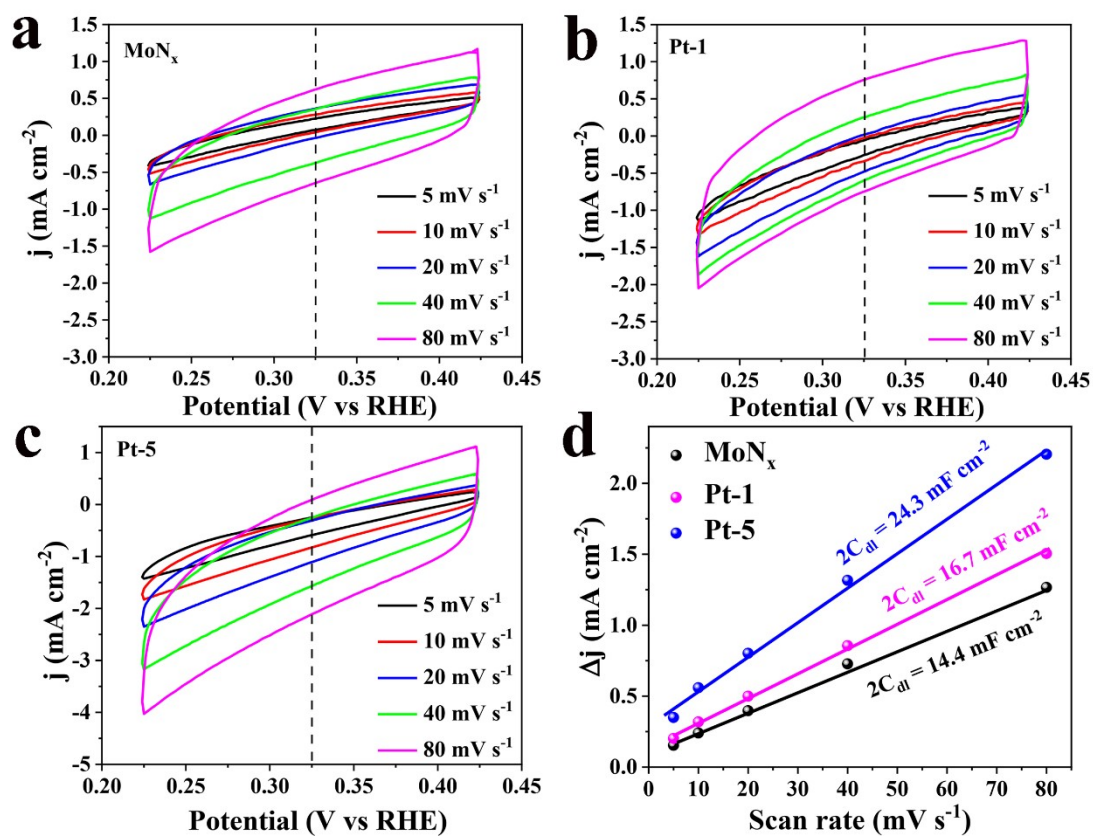 a
MoNₓ
1.5
1.0
0.5
0.0
-0.5
-1.0
-1.5
-2.0
-2.5
-3.0
j (mA cm⁻²)
5 mV s⁻¹
10 mV s⁻¹
20 mV s⁻¹
40 mV s⁻¹
80 mV s⁻¹
0.20 0.25 0.30 0.35 0.40 0.45
Potential (V vs RHE)
b
Pt-1
1.5
1.0
0.5
0.0
-0.5
-1.0
-1.5
-2.0
-2.5
-3.0
j (mA cm⁻²)
5 mV s⁻¹
10 mV s⁻¹
20 mV s⁻¹
40 mV s⁻¹
80 mV s⁻¹
0.20 0.25 0.30 0.35 0.40 0.45
Potential (V vs RHE)
c
Pt-5
1
0
-1
-2
-3
-4
-5
j (mA cm⁻²)
5 mV s⁻¹
10 mV s⁻¹
20 mV s⁻¹
40 mV s⁻¹
80 mV s⁻¹
0.20 0.25 0.30 0.35 0.40 0.45
Potential (V vs RHE)
d
MoNₓ
Pt-1
Pt-5
2.0
1.5
1.0
0.5
0.0
Δj (mA cm⁻²)
2C_dl = 24.3 mF cm⁻²
2C_dl = 16.7 mF cm⁻²
2C_dl = 14.4 mF cm⁻²
0 10 20 30 40 50 60 70 80
Scan rate (mV s⁻¹)